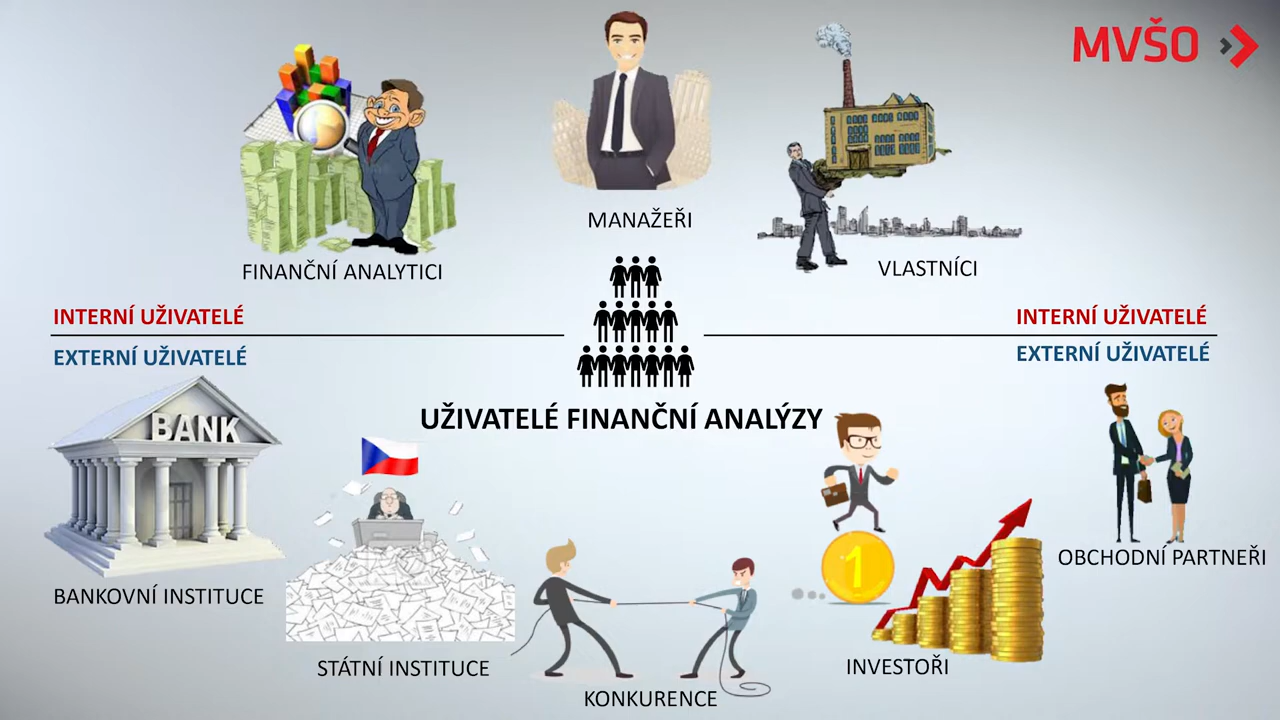 MVŠO
MANAŽEŘI
FINANČNÍ ANALYTICI
VLASTNÍCI
INTERNÍ UŽIVATELÉ
INTERNÍ UŽIVATELÉ
EXTERNÍ UŽIVATELÉ
EXTERNÍ UŽIVATELÉ
UŽIVATELÉ FINANČNÍ ANALÝZY
BANK
1
OBCHODNÍ PARTNEŘI
BANKOVNÍ INSTITUCE
STÁTNÍ INSTITUCE
INVESTOŘI
KONKURENCE